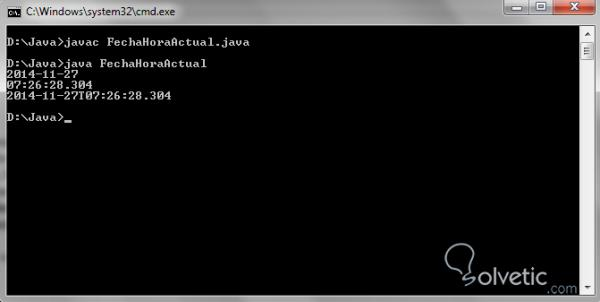 C:\Windows\system32\cmd.exe
D:\Java>javac FechaHoraActual.java
D:\Java>java FechaHoraActual
2014-11-27
07:26:28.304
2014-11-27T07:26:28.304
D:\Java>_
Solvetic
.com